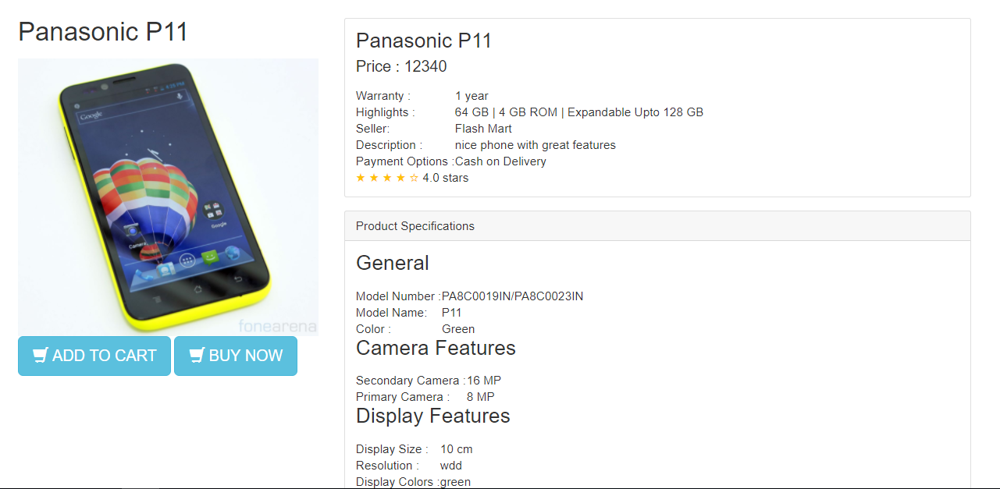 Panasonic P11
4:28 PM
Google
Camera
Google
fonearena
ADD TO CART
BUY NOW
Panasonic P11
Price : 12340
Warranty : 1 year
Highlights : 64 GB | 4 GB ROM | Expandable Upto 128 GB
Seller: Flash Mart
Description : nice phone with great features
Payment Options :Cash on Delivery
★ ★ ★ ★ ☆ 4.0 stars
Product Specifications
General
Model Number :PA8C0019IN/PA8C0023IN
Model Name: P11
Color : Green
Camera Features
Secondary Camera :16 MP
Primary Camera : 8 MP
Display Features
Display Size : 10 cm
Resolution : wdd
Display Colors :green